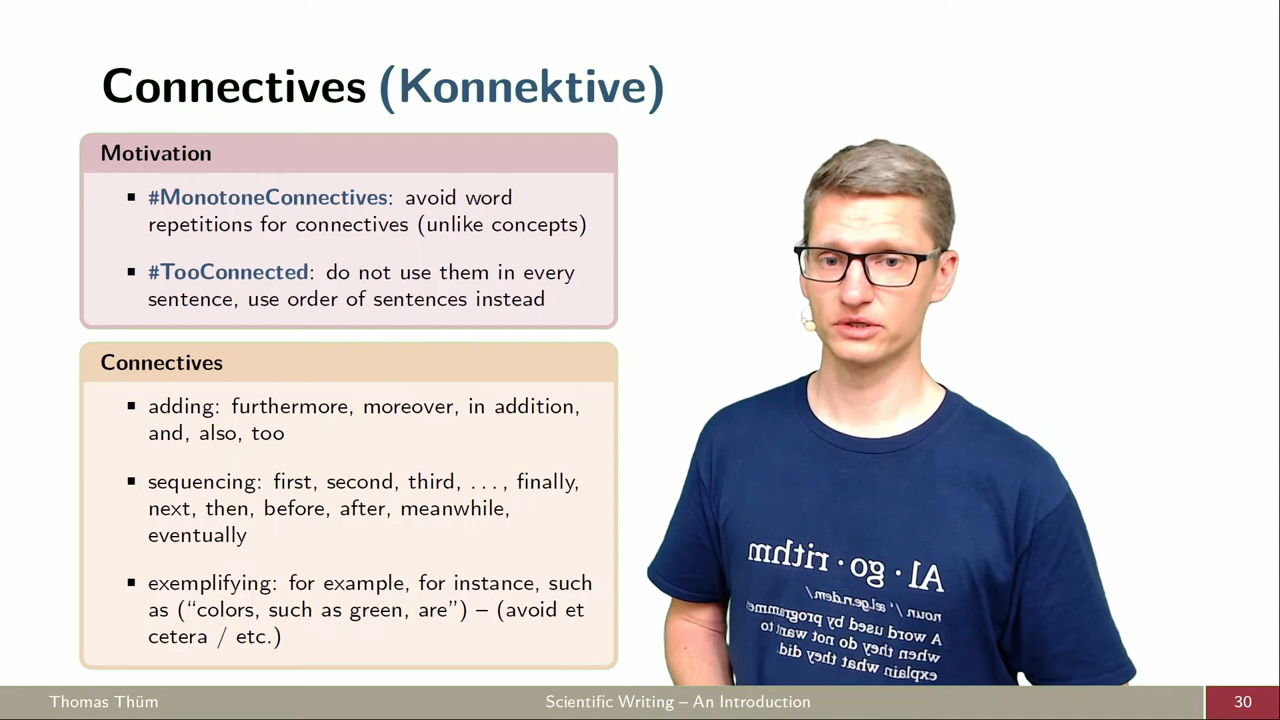 Connectives (Konnektive)
Motivation
▪ #MonotoneConnectives: avoid word
repetitions for connectives (unlike concepts)
▪ #TooConnected: do not use them in every
sentence, use order of sentences instead
Connectives
▪ adding: furthermore, moreover, in addition,
and, also, too
▪ sequencing: first, second, third, . . . , finally,
next, then, before, after, meanwhile,
eventually
▪ exemplifying: for example, for instance, such
as (“colors, such as green, are”) – (avoid et
cetera / etc.)
Al·go·rithm
noun
A word used by programmers
when they do not want to
explain what they did.
Thomas Thüm
Scientific Writing – An Introduction
30